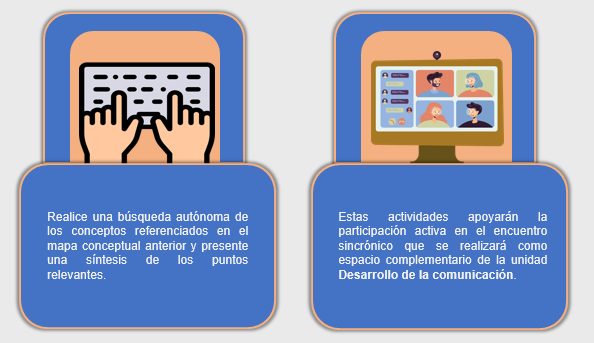 Realice una búsqueda autónoma de
los conceptos referenciados en el
mapa conceptual anterior y presente
una síntesis de los puntos
relevantes.
Estas actividades apoyarán la
participación activa en el encuentro
sincrónico que se realizará como
espacio complementario de la unidad
Desarrollo de la comunicación.